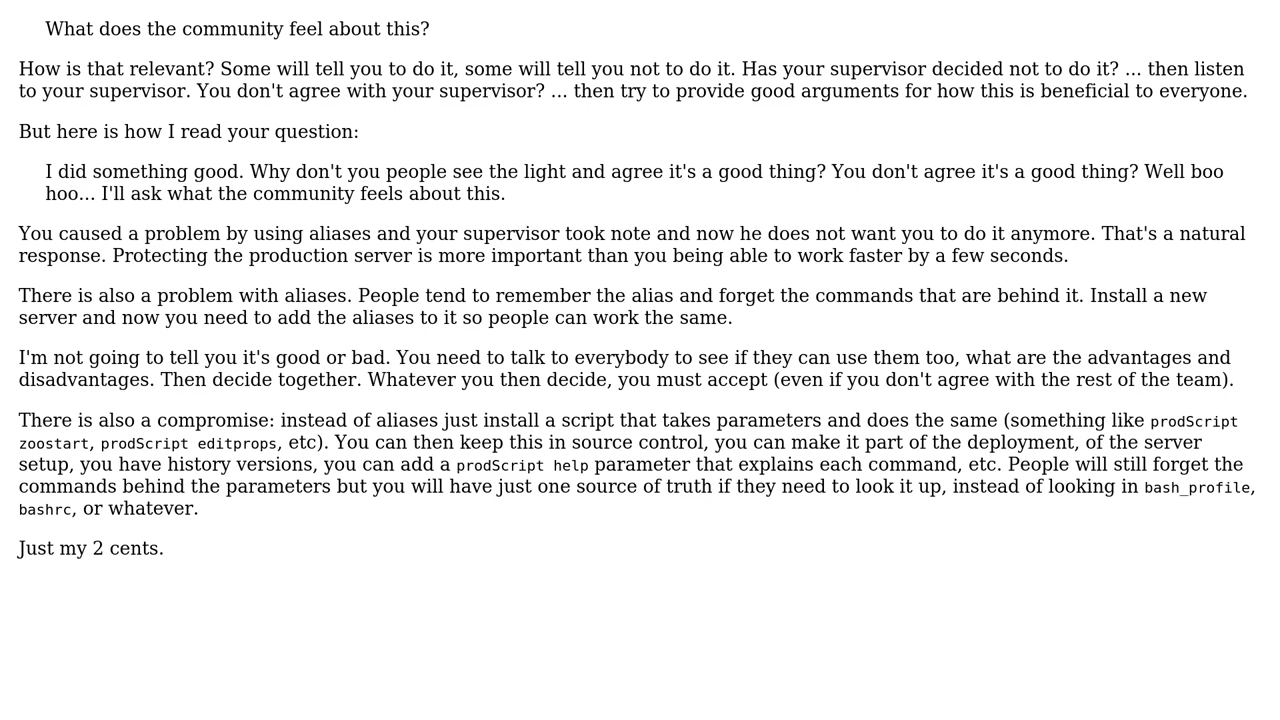 What does the community feel about this?
How is that relevant? Some will tell you to do it, some will tell you not to do it. Has your supervisor decided not to do it? ... then listen
to your supervisor. You don't agree with your supervisor? ... then try to provide good arguments for how this is beneficial to everyone.
But here is how I read your question:
I did something good. Why don't you people see the light and agree it's a good thing? You don't agree it's a good thing? Well boo
hoo... I'll ask what the community feels about this.
You caused a problem by using aliases and your supervisor took note and now he does not want you to do it anymore. That's a natural
response. Protecting the production server is more important than you being able to work faster by a few seconds.
There is also a problem with aliases. People tend to remember the alias and forget the commands that are behind it. Install a new
server and now you need to add the aliases to it so people can work the same.
I'm not going to tell you it's good or bad. You need to talk to everybody to see if they can use them too, what are the advantages and
disadvantages. Then decide together. Whatever you then decide, you must accept (even if you don't agree with the rest of the team).
There is also a compromise: instead of aliases just install a script that takes parameters and does the same (something like prodScript
zoostart, prodScript editprops, etc). You can then keep this in source control, you can make it part of the deployment, of the server
setup, you have history versions, you can add a prodScript help parameter that explains each command, etc. People will still forget the
commands behind the parameters but you will have just one source of truth if they need to look it up, instead of looking in bash_profile,
bashrc, or whatever.
Just my 2 cents.